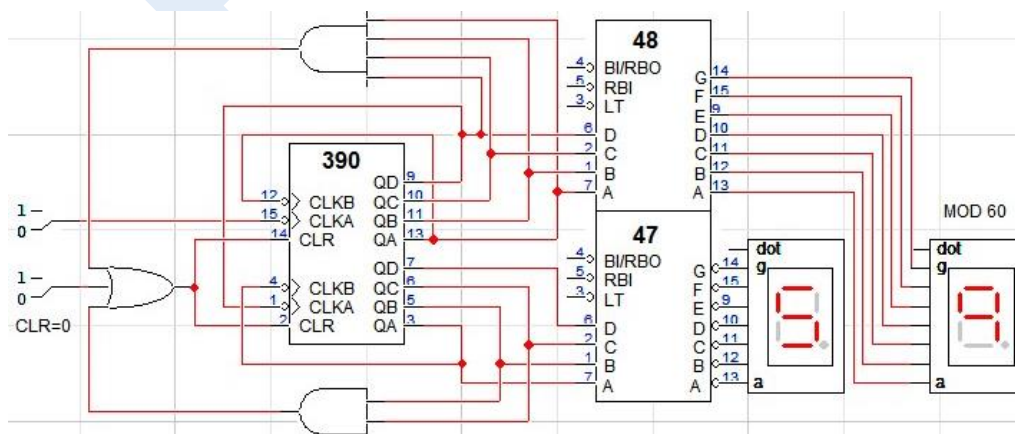 48
4 BI/RBO
5 RBI
3 LT
6 D
2 C
1 B
7 A
G 14
F 15
E 9
D 10
C 11
B 12
A 13
390
12 CLKB
15 CLKA
14 CLR
QD 9
QC 10
QB 11
QA 13
4 CLKB
1 CLKA
2 CLR
QD 7
QC 6
QB 5
QA 3
1
0
1
0
CLR=0
47
4 BI/RBO
5 RBI
3 LT
6 D
2 C
1 B
7 A
G 14
F 15
E 9
D 10
C 11
B 12
A 13
dot
g
a
5
MOD 60
dot
g
a
9